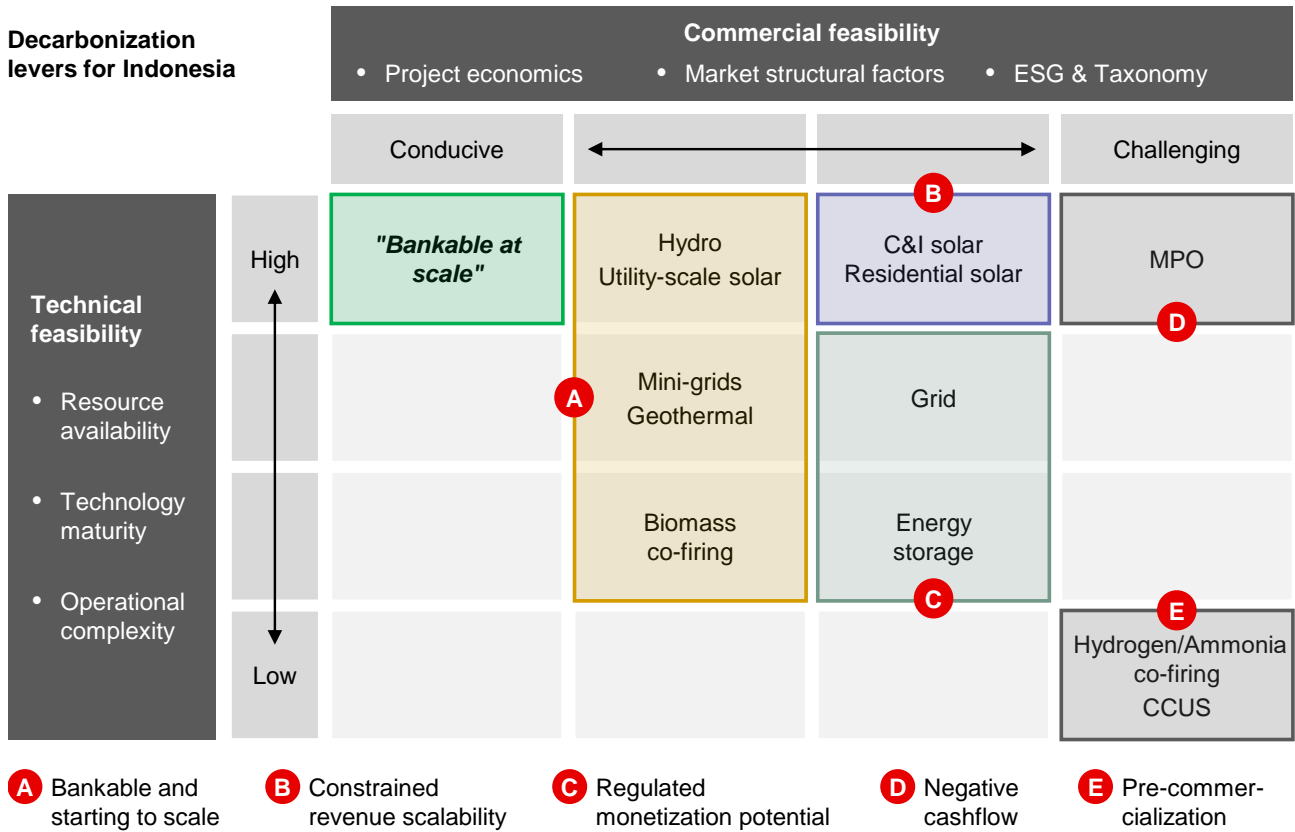 Decarbonization
levers for Indonesia
Commercial feasibility
• Project economics
• Market structural factors
• ESG & Taxonomy
Conducive
Challenging
Technical
feasibility
• Resource
availability
• Technology
maturity
• Operational
complexity
High
Low
"Bankable at
scale"
Hydro
Utility-scale solar
B
C&I solar
Residential solar
MPO
D
A
Mini-grids
Geothermal
Grid
Biomass
co-firing
Energy
storage
C
E
Hydrogen/Ammonia
co-firing
CCUS
A Bankable and
starting to scale
B Constrained
revenue scalability
C Regulated
monetization potential
D Negative
cashflow
E Pre-commer-
cialization